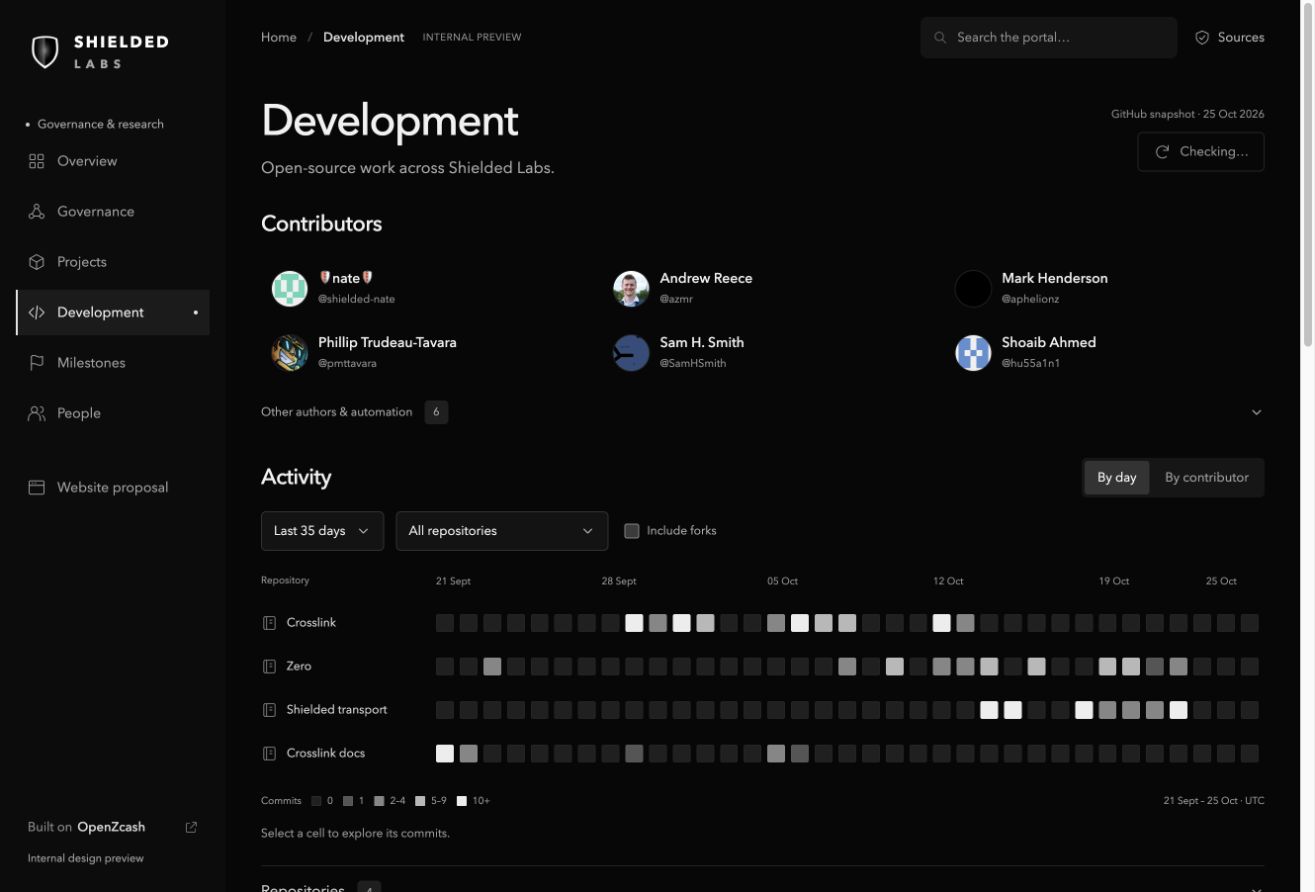 SHIELDED
LABS
Home / Development INTERNAL PREVIEW
Search the portal…
Sources
• Governance & research
Overview
Governance
Projects
Development
Milestones
People
Website proposal
Built on OpenZcash
Internal design preview
Development
Open-source work across Shielded Labs.
GitHub snapshot · 25 Oct 2026
Checking…
Contributors
nate
@shielded-nate
Andrew Reece
@azmr
Mark Henderson
@aphelionz
Phillip Trudeau-Tavara
@pmttavara
Sam H. Smith
@SamHSmith
Shoaib Ahmed
@hu55a1n1
Other authors & automation 6
Activity
By day By contributor
Last 35 days
All repositories
Include forks
Repository 21 Sept 28 Sept 05 Oct 12 Oct 19 Oct 25 Oct
Crosslink
Zero
Shielded transport
Crosslink docs
Commits 0 1 2-4 5-9 10+
21 Sept - 25 Oct · UTC
Select a cell to explore its commits.
Repositories 4